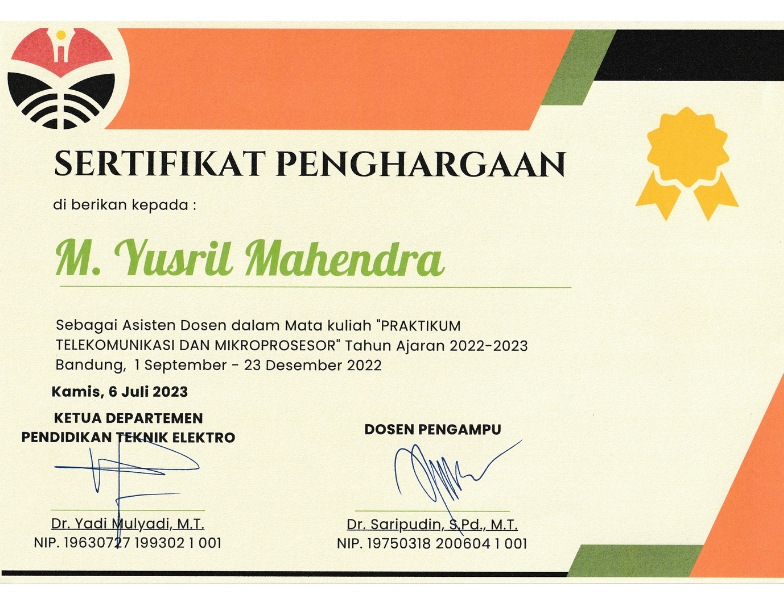 SERTIFIKAT PENGHARGAAN
di berikan kepada :
M. Yusril Mahendra
Sebagai Asisten Dosen dalam Mata kuliah "PRAKTIKUM
TELEKOMUNIKASI DAN MIKROPROSESOR" Tahun Ajaran 2022-2023
Bandung, 1 September - 23 Desember 2022
Kamis, 6 Juli 2023
KETUA DEPARTEMEN
PENDIDIKAN TEKNIK ELEKTRO
Dr. Yadi Mulyadi, M.T.
NIP. 19630727 199302 1 001
DOSEN PENGAMPU
Dr. Saripudin, S.Pd., M.T.
NIP. 19750318 200604 1 001